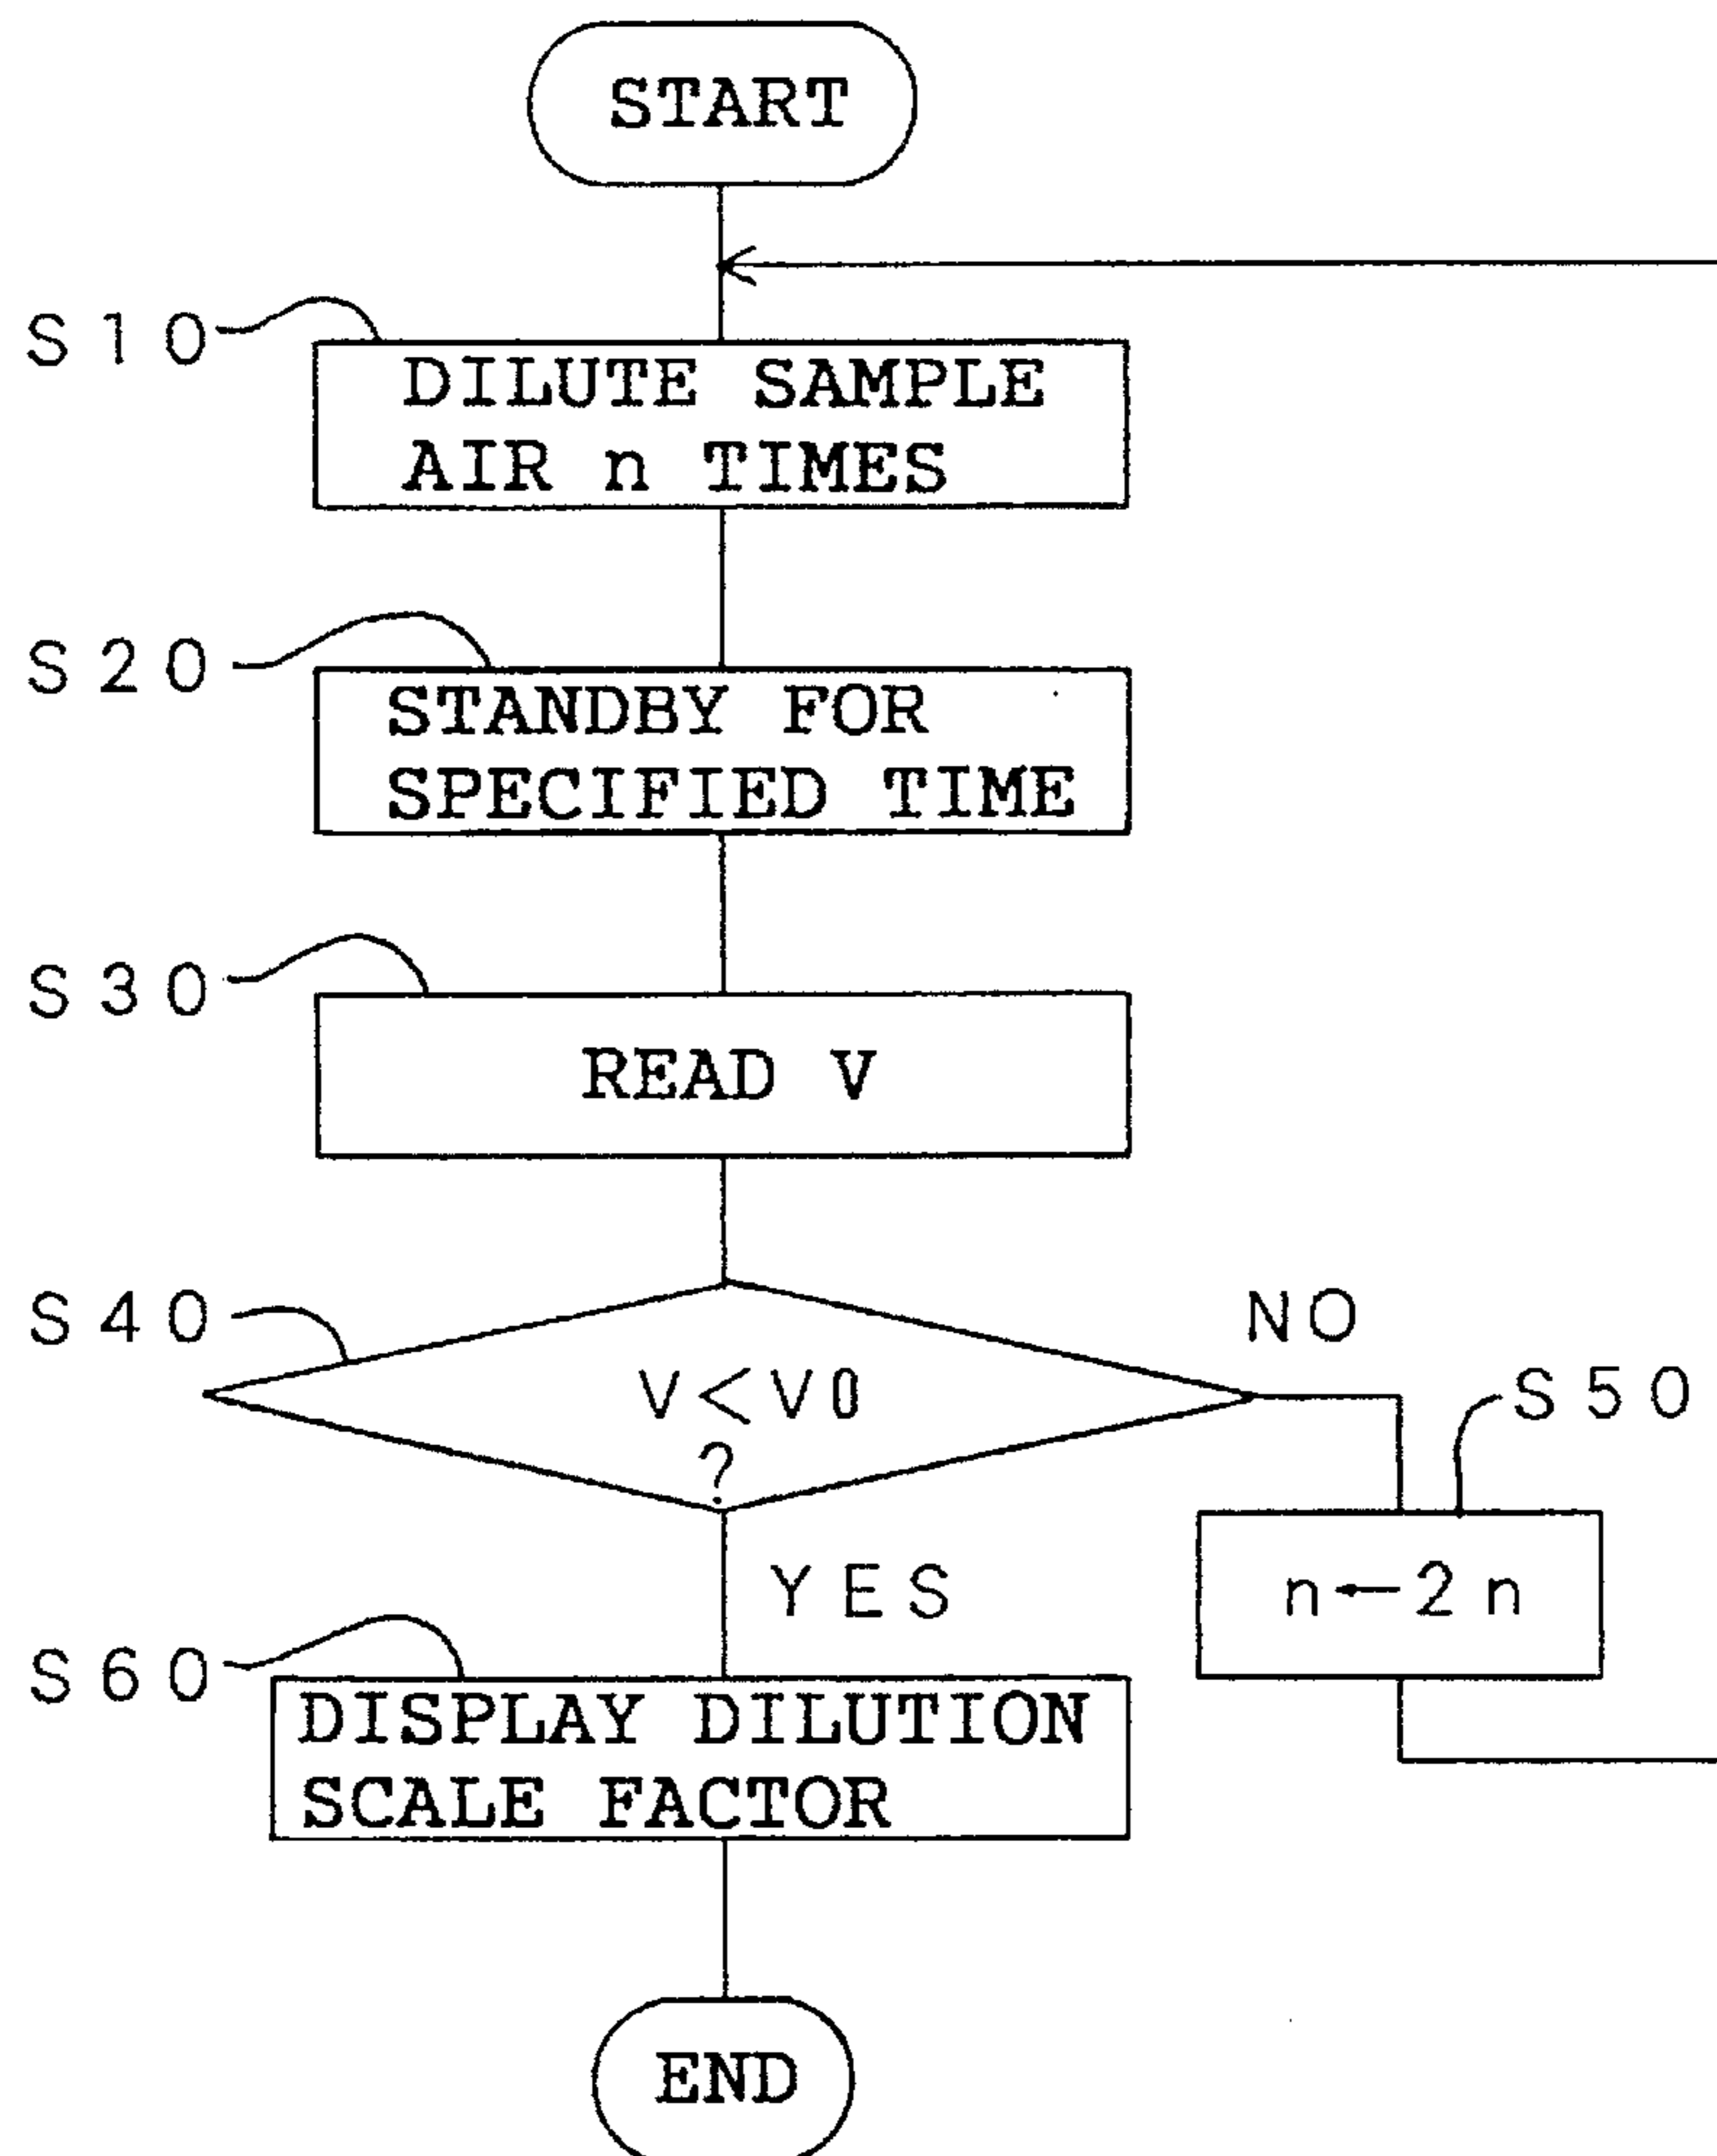 START
S10
DILUTE SAMPLE
AIR n TIMES
S20
STANDBY FOR
SPECIFIED TIME
S30
READ V
S40
V<V0
?
NO
S50
n←2n
YES
S60
DISPLAY DILUTION
SCALE FACTOR
END